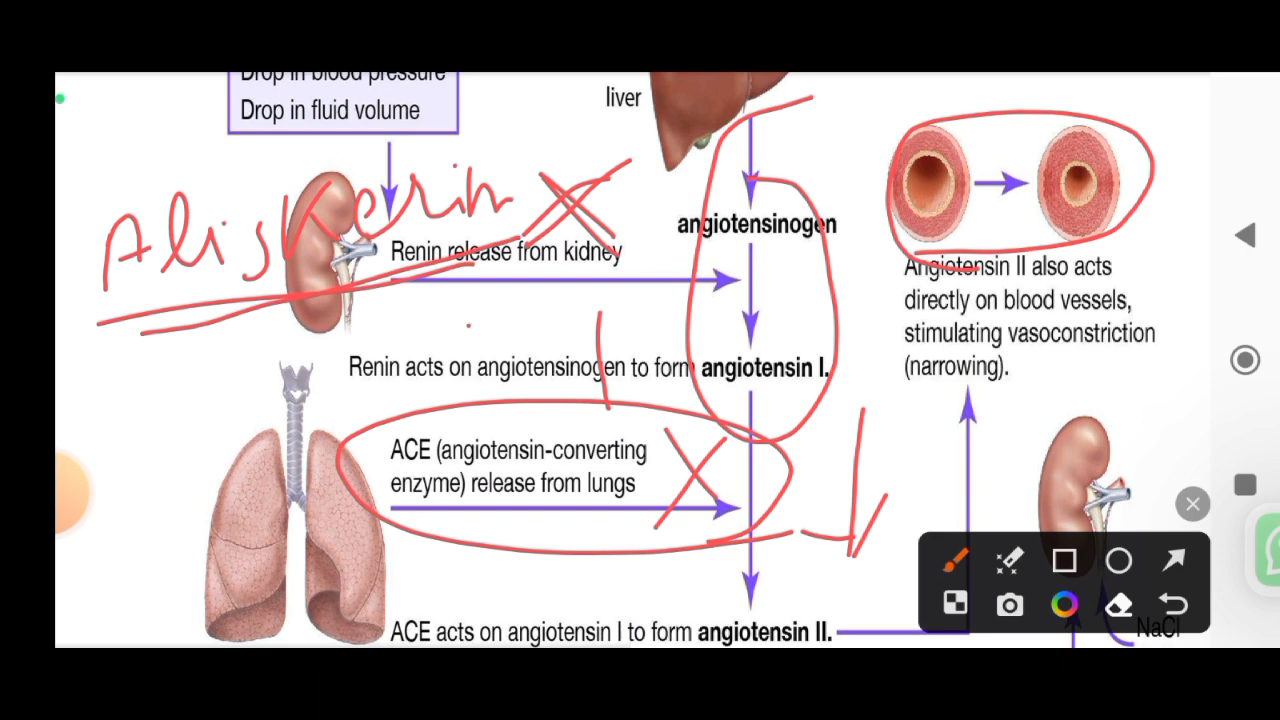 Drop in blood pressure
Drop in fluid volume
liver
Aliskerin
angiotensinogen
Renin release from kidney
Renin acts on angiotensinogen to form angiotensin I.
Angiotensin II also acts
directly on blood vessels,
stimulating vasoconstriction
(narrowing).
ACE (angiotensin-converting
enzyme) release from lungs
ACE acts on angiotensin I to form angiotensin II.
NaCl